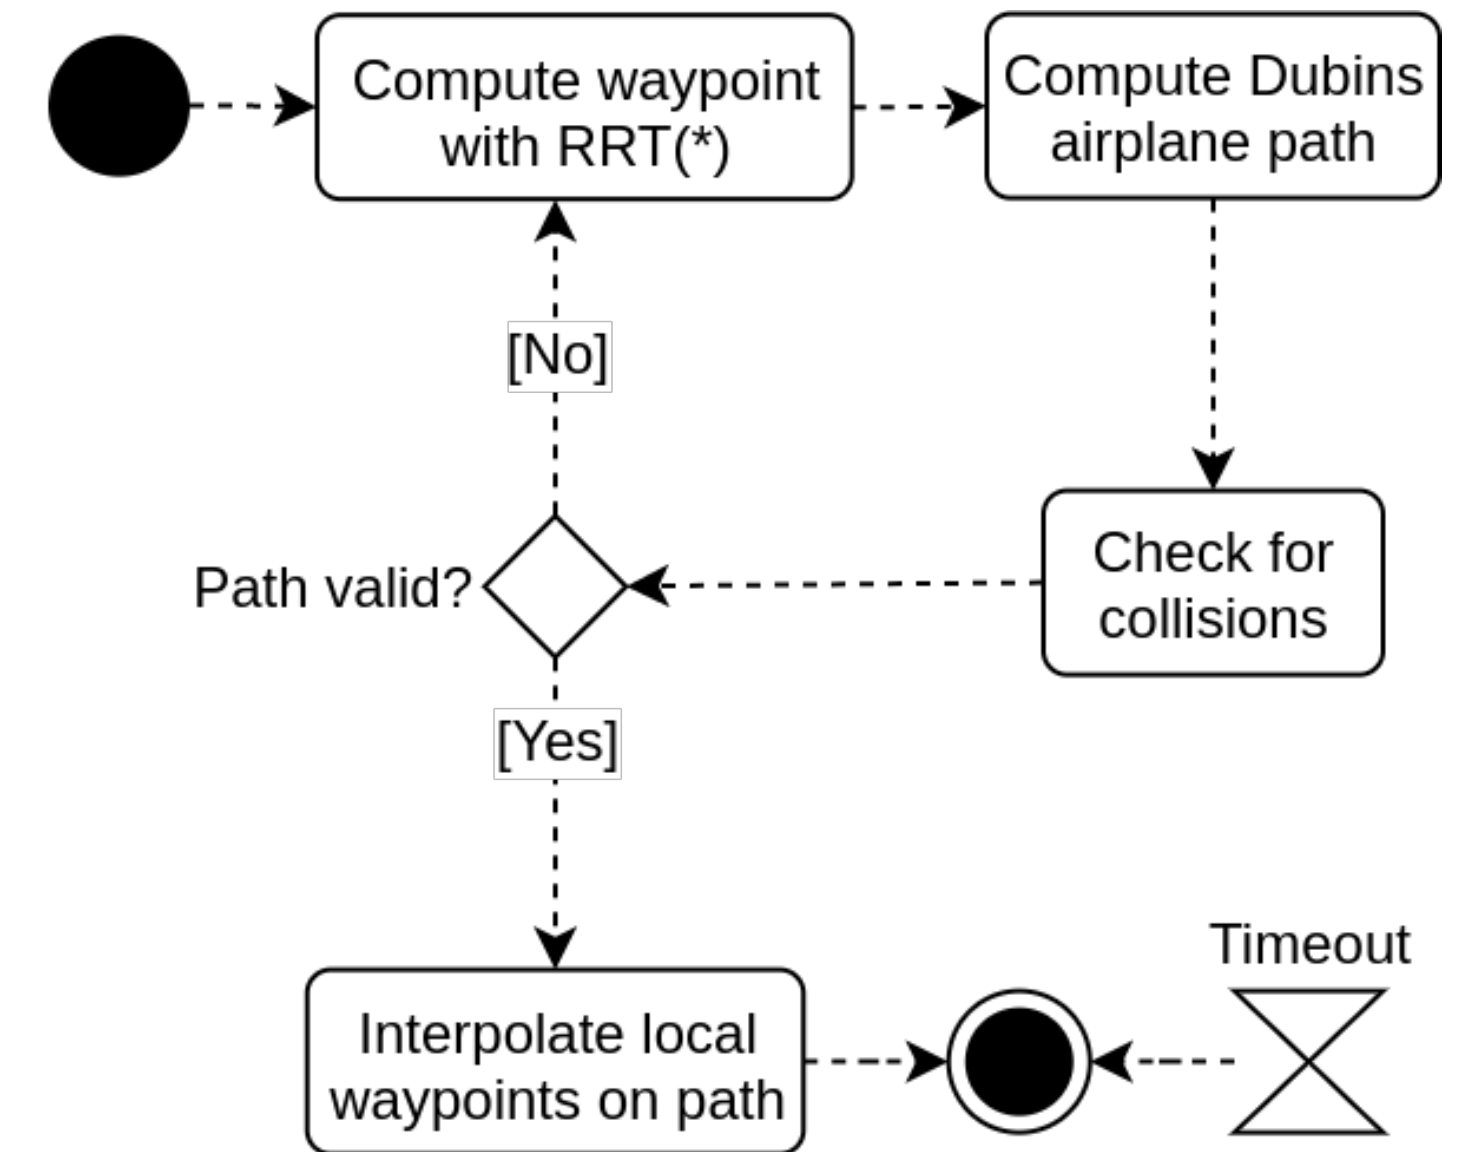 Compute waypoint
with RRT(*)
Compute Dubins
airplane path
[No]
Path valid?
Check for
collisions
[Yes]
Timeout
Interpolate local
waypoints on path